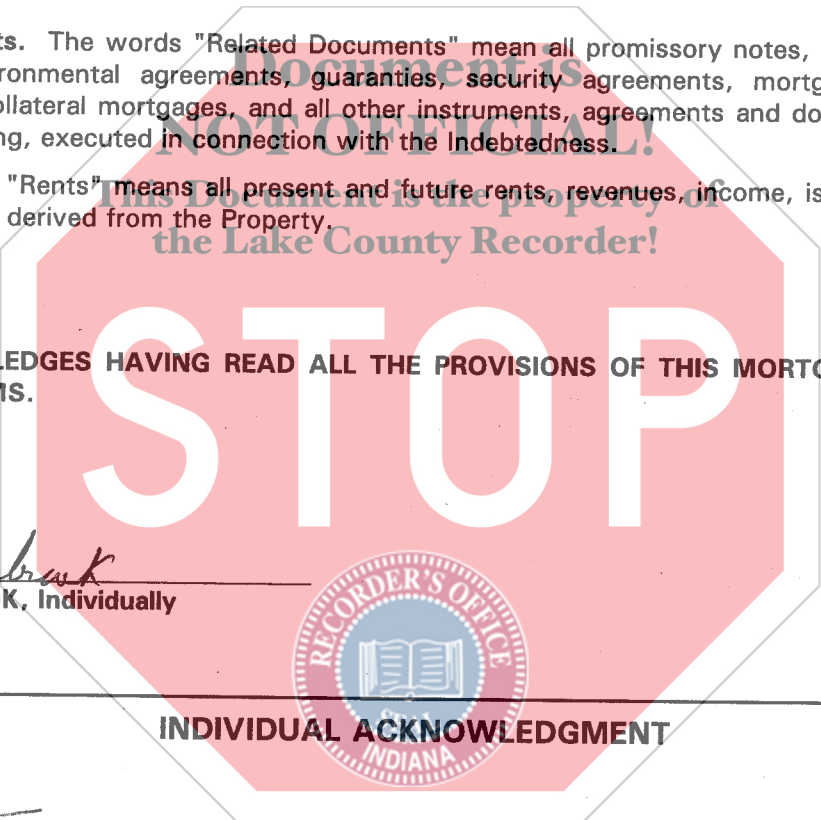 ts. The words "Related Documents" mean all promissory notes,
ironmental agreements, guaranties, security agreements, mortg
ollateral mortgages, and all other instruments, agreements and do
ng, executed in connection with the Indebtedness.
"Rents" means all present and future rents, revenues, income, is
derived from the Property.
Document is
NOT OFFICIAL!
This Document is the property of
the Lake County Recorder!
LEDGES HAVING READ ALL THE PROVISIONS OF THIS MORTG
MS.
STOP
K, Individually
RECORDER'S OFFICE
INDIANA
INDIVIDUAL ACKNOWLEDGMENT